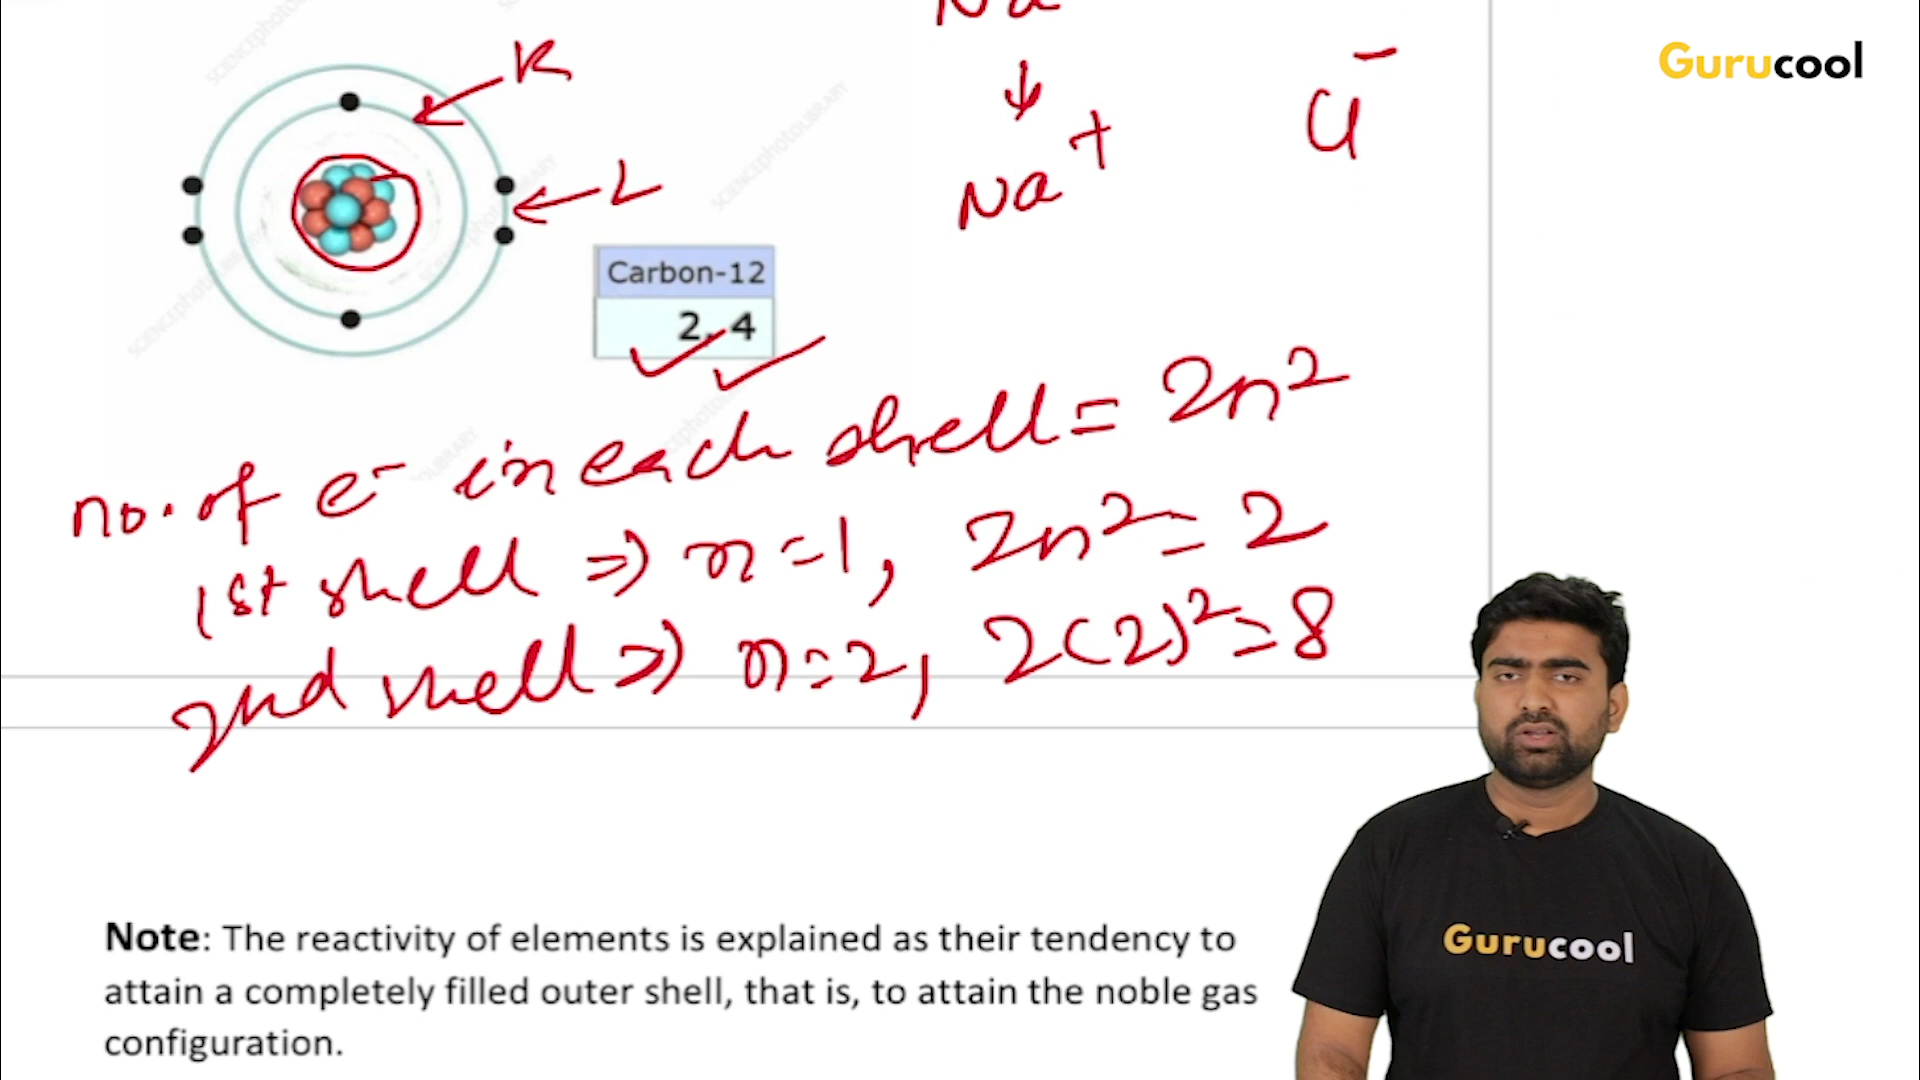 Na
Gurucool
K
Cl⁻
↓
Na⁺
L
Carbon-12
2, 4
no. of e⁻ in each shell = 2n²
1st shell ⇒ n=1, 2n² = 2
2nd shell ⇒ n=2, 2(2)² = 8
Gurucool
Note: The reactivity of elements is explained as their tendency to
attain a completely filled outer shell, that is, to attain the noble gas
configuration.